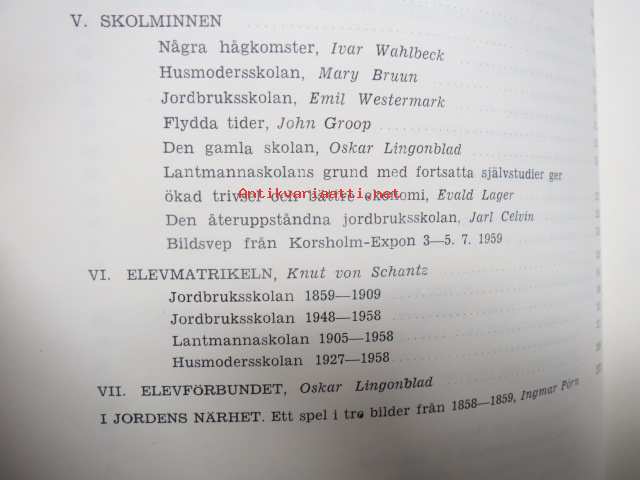 V. SKOLMINNEN
Några hågkomster, Ivar Wahlbeck
Husmodersskolan, Mary Bruun
Jordbruksskolan, Emil Westermark
Flydda tider, John Groop
Den gamla skolan, Oskar Lingonblad
Lantmannaskolans grund med fortsatta självstudier ger
ökad trivsel och bättre ekonomi, Evald Lager
Antikvariaatti.net
Den återuppståndna jordbruksskolan, Jarl Celvin
Bildsvep från Korsholm-Expon 3—5. 7. 1959
VI. ELEVMATRIKELN, Knut von Schantz
Jordbruksskolan 1859—1909
Jordbruksskolan 1948—1958
Lantmannaskolan 1905—1958
Husmodersskolan 1927—1958
VII. ELEVFÖRBUNDET, Oskar Lingonblad
I JORDENS NÄRHET. Ett spel i tre bilder från 1858—1859, Ingmar Pörn